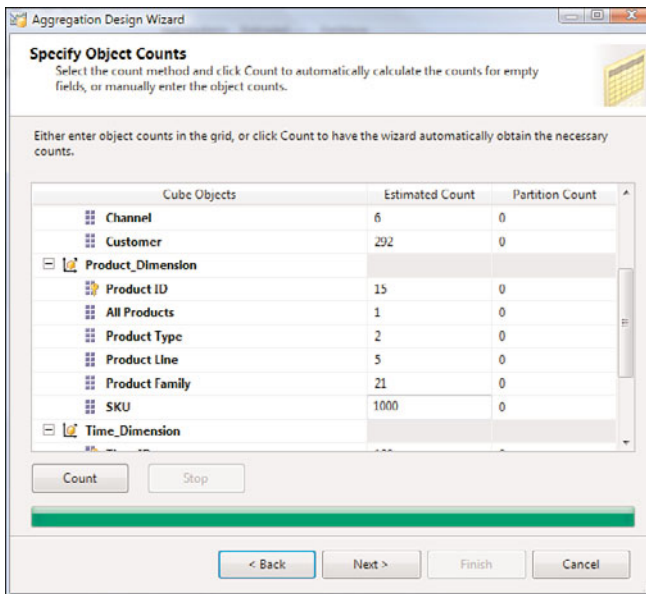 Aggregation Design Wizard
Specify Object Counts
Select the count method and click Count to automatically calculate the counts for empty
fields, or manually enter the object counts.
Either enter object counts in the grid, or click Count to have the wizard automatically obtain the necessary
counts.
Cube Objects Estimated Count Partition Count
Channel 6 0
Customer 292 0
Product_Dimension
Product ID 15 0
All Products 1 0
Product Type 2 0
Product Line 5 0
Product Family 21 0
SKU 1000 0
Time_Dimension
Count Stop
< Back Next > Finish Cancel